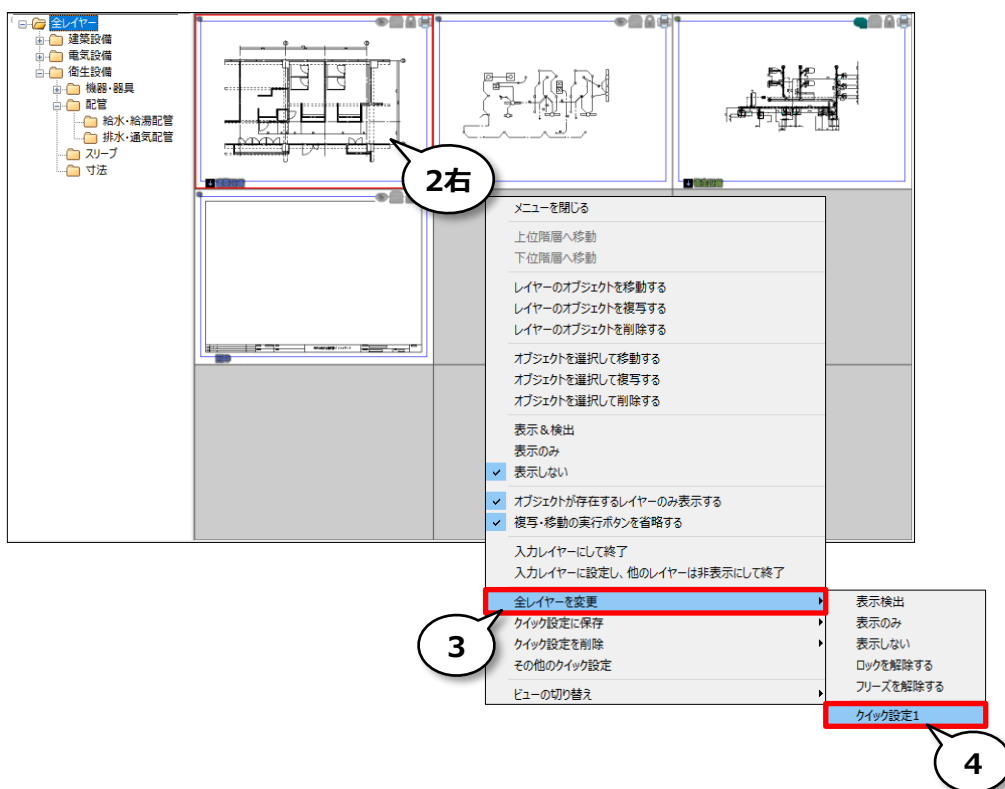 全レイヤー
建築設備
電気設備
衛生設備
機器・器具
配管
給水・給湯配管
排水・通気配管
スリーブ
寸法
2右
メニューを閉じる
上位階層へ移動
下位階層へ移動
レイヤーのオブジェクトを移動する
レイヤーのオブジェクトを複写する
レイヤーのオブジェクトを削除する
オブジェクトを選択して移動する
オブジェクトを選択して複写する
オブジェクトを選択して削除する
表示&検出
表示のみ
表示しない
オブジェクトが存在するレイヤーのみ表示する
複写・移動の実行ボタンを省略する
入力レイヤーにして終了
入力レイヤーに設定し、他のレイヤーは非表示にして終了
全レイヤーを変更
クイック設定に保存
クイック設定を削除
その他のクイック設定
ビューの切り替え
3
表示検出
表示のみ
表示しない
ロックを解除する
フリーズを解除する
クイック設定1
4